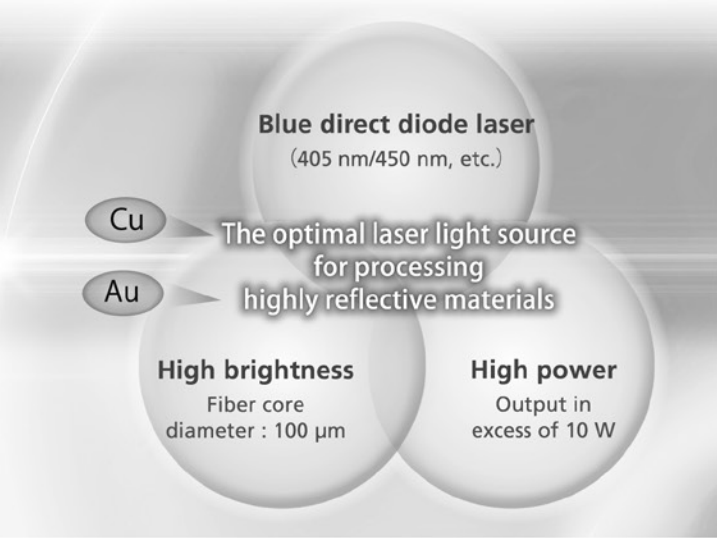 Blue direct diode laser
（405 nm/450 nm, etc.）
Cu
The optimal laser light source
for processing
Au
highly reflective materials
High brightness
Fiber core
diameter : 100 µm
High power
Output in
excess of 10 W